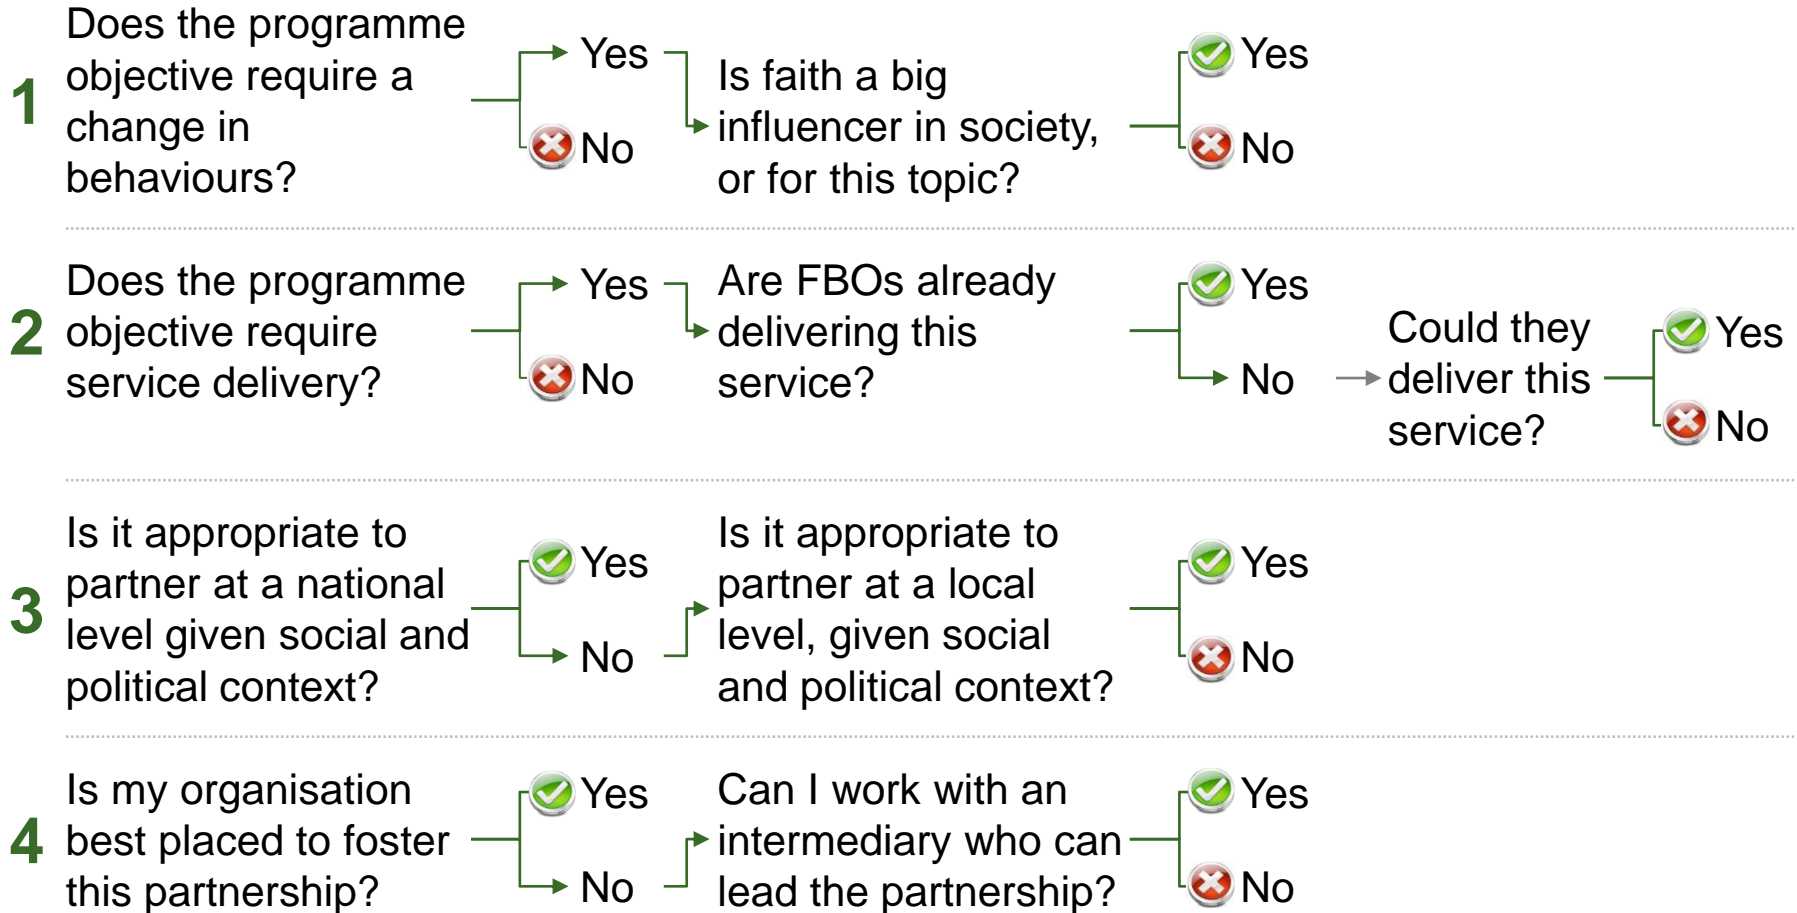 1
Does the programme
objective require a
change in
behaviours?
Yes
No
Is faith a big
influencer in society,
or for this topic?
Yes
No
2
Does the programme
objective require
service delivery?
Yes
No
Are FBOs already
delivering this
service?
Yes
No
Could they
deliver this
service?
Yes
No
3
Is it appropriate to
partner at a national
level given social and
political context?
Yes
No
Is it appropriate to
partner at a local
level, given social
and political context?
Yes
No
4
Is my organisation
best placed to foster
this partnership?
Yes
No
Can I work with an
intermediary who can
lead the partnership?
Yes
No